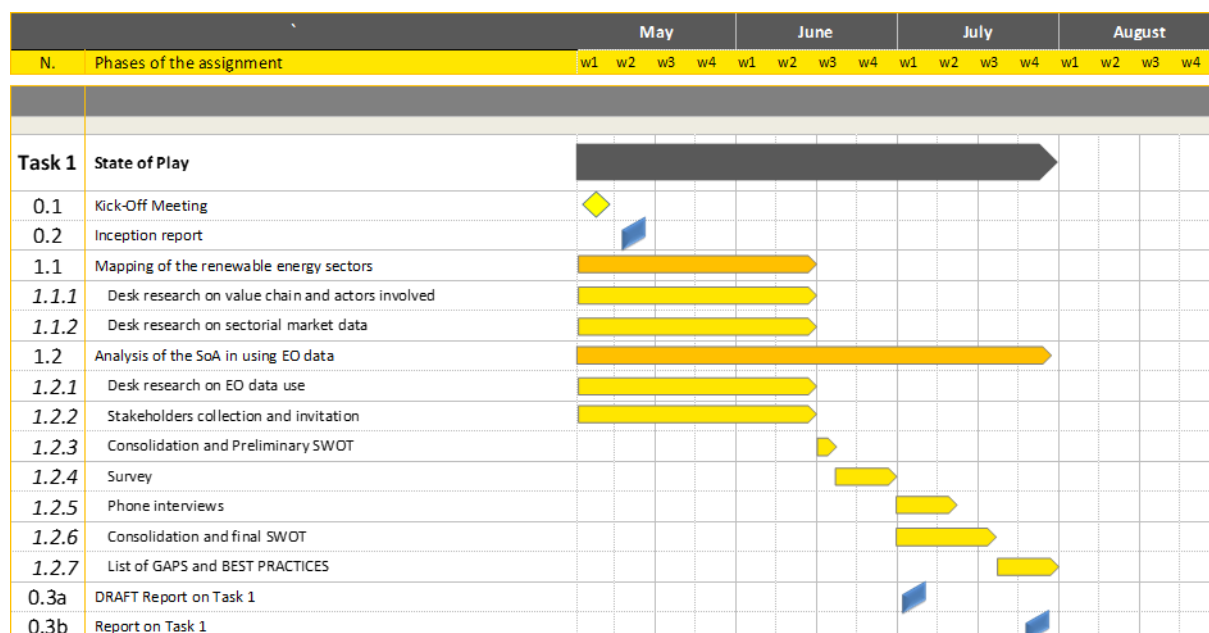 `
May June July August
N. Phases of the assignment w1 w2 w3 w4 w1 w2 w3 w4 w1 w2 w3 w4 w1 w2 w3 w4
Task 1 State of Play
0.1 Kick-Off Meeting
0.2 Inception report
1.1 Mapping of the renewable energy sectors
1.1.1 Desk research on value chain and actors involved
1.1.2 Desk research on sectorial market data
1.2 Analysis of the SoA in using EO data
1.2.1 Desk research on EO data use
1.2.2 Stakeholders collection and invitation
1.2.3 Consolidation and Preliminary SWOT
1.2.4 Survey
1.2.5 Phone interviews
1.2.6 Consolidation and final SWOT
1.2.7 List of GAPS and BEST PRACTICES
0.3a DRAFT Report on Task 1
0.3b Report on Task 1